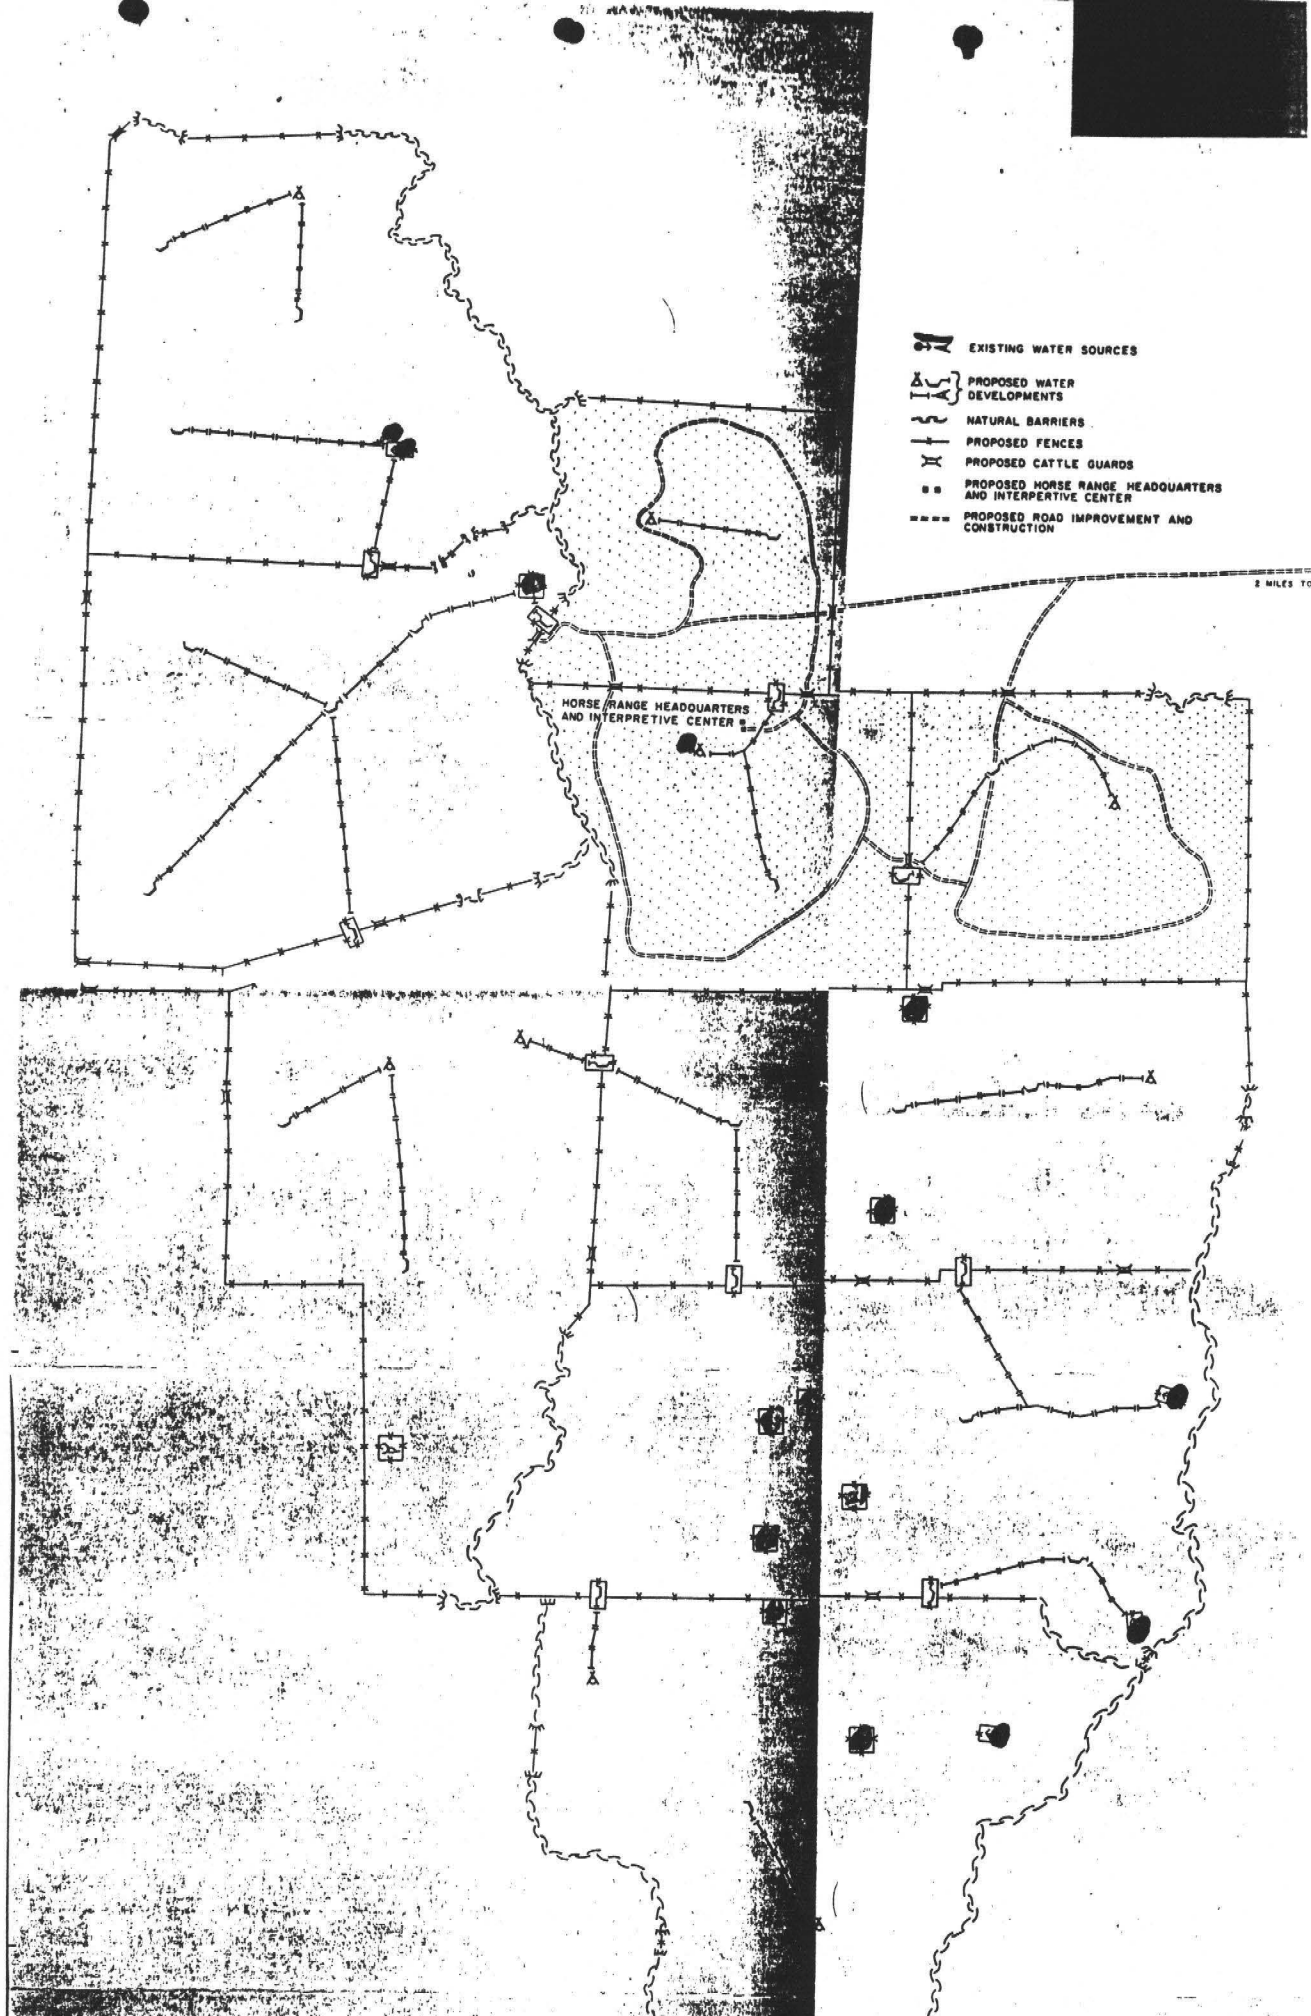 EXISTING WATER SOURCES
PROPOSED WATER
DEVELOPMENTS
NATURAL BARRIERS
PROPOSED FENCES
PROPOSED CATTLE GUARDS
PROPOSED HORSE RANGE HEADQUARTERS
AND INTERPERTIVE CENTER
PROPOSED ROAD IMPROVEMENT AND
CONSTRUCTION
2 MILES TO
HORSE RANGE HEADQUARTERS
AND INTERPRETIVE CENTER